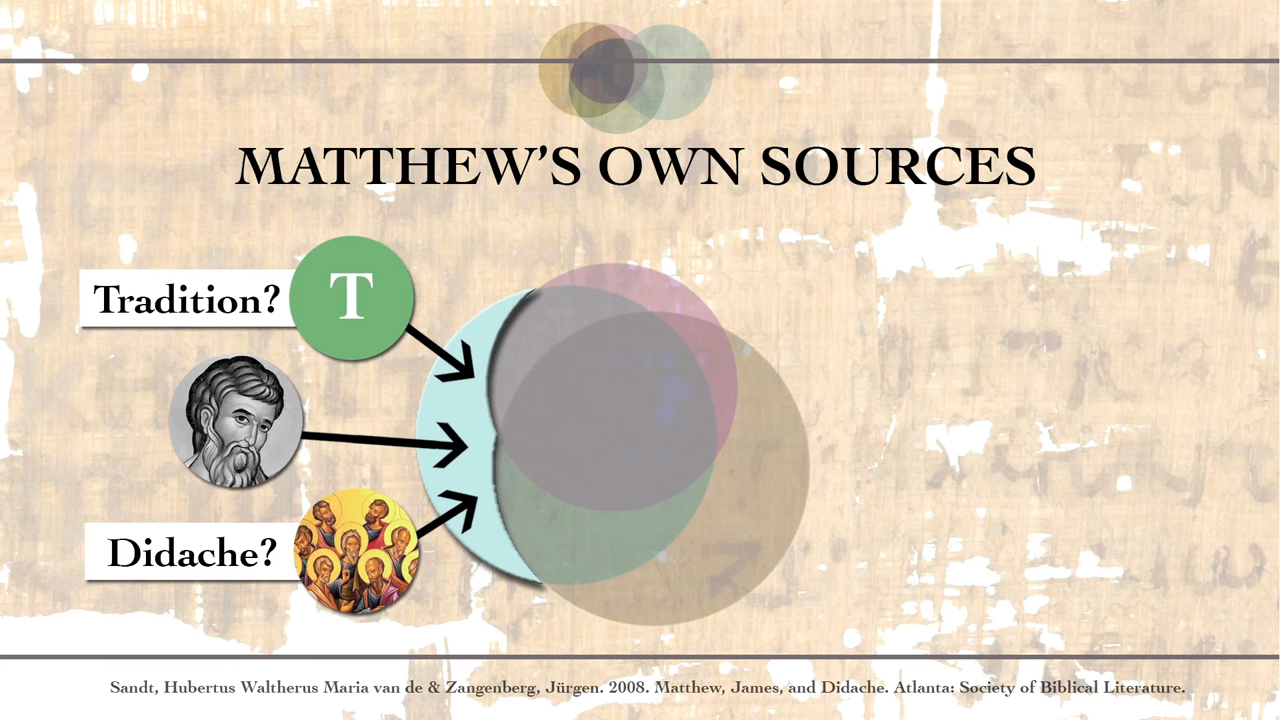 MATTHEW’S OWN SOURCES
Tradition?
T
Didache?
Sandt, Hubertus Waltherus Maria van de & Zangenberg, Jürgen. 2008. Matthew, James, and Didache. Atlanta: Society of Biblical Literature.